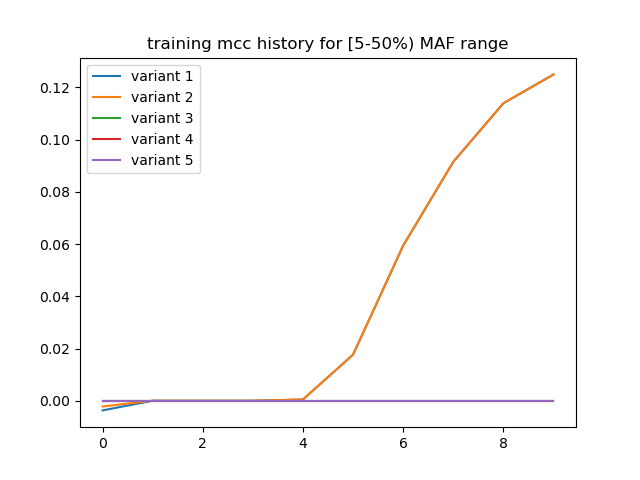 training mcc history for [5-50%) MAF range
variant 1
variant 2
variant 3
variant 4
variant 5
0.12
0.10
0.08
0.06
0.04
0.02
0.00
0 2 4 6 8